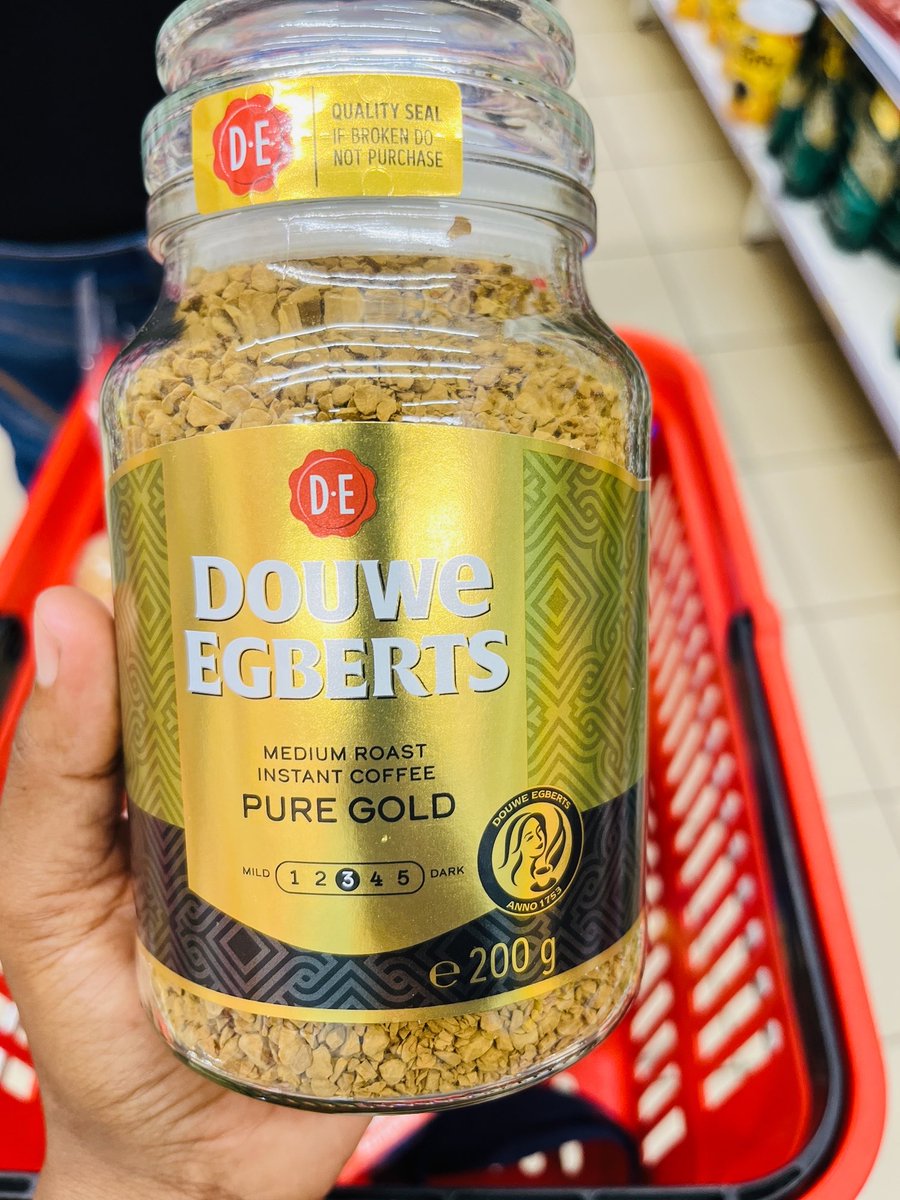 D·E
QUALITY SEAL
IF BROKEN DO
NOT PURCHASE
D·E
DOUWE
EGBERTS
MEDIUM ROAST
INSTANT COFFEE
PURE GOLD
MILD 1 2 3 4 5 DARK
DOUWE EGBERTS
ANNO 1753
℮ 200 g